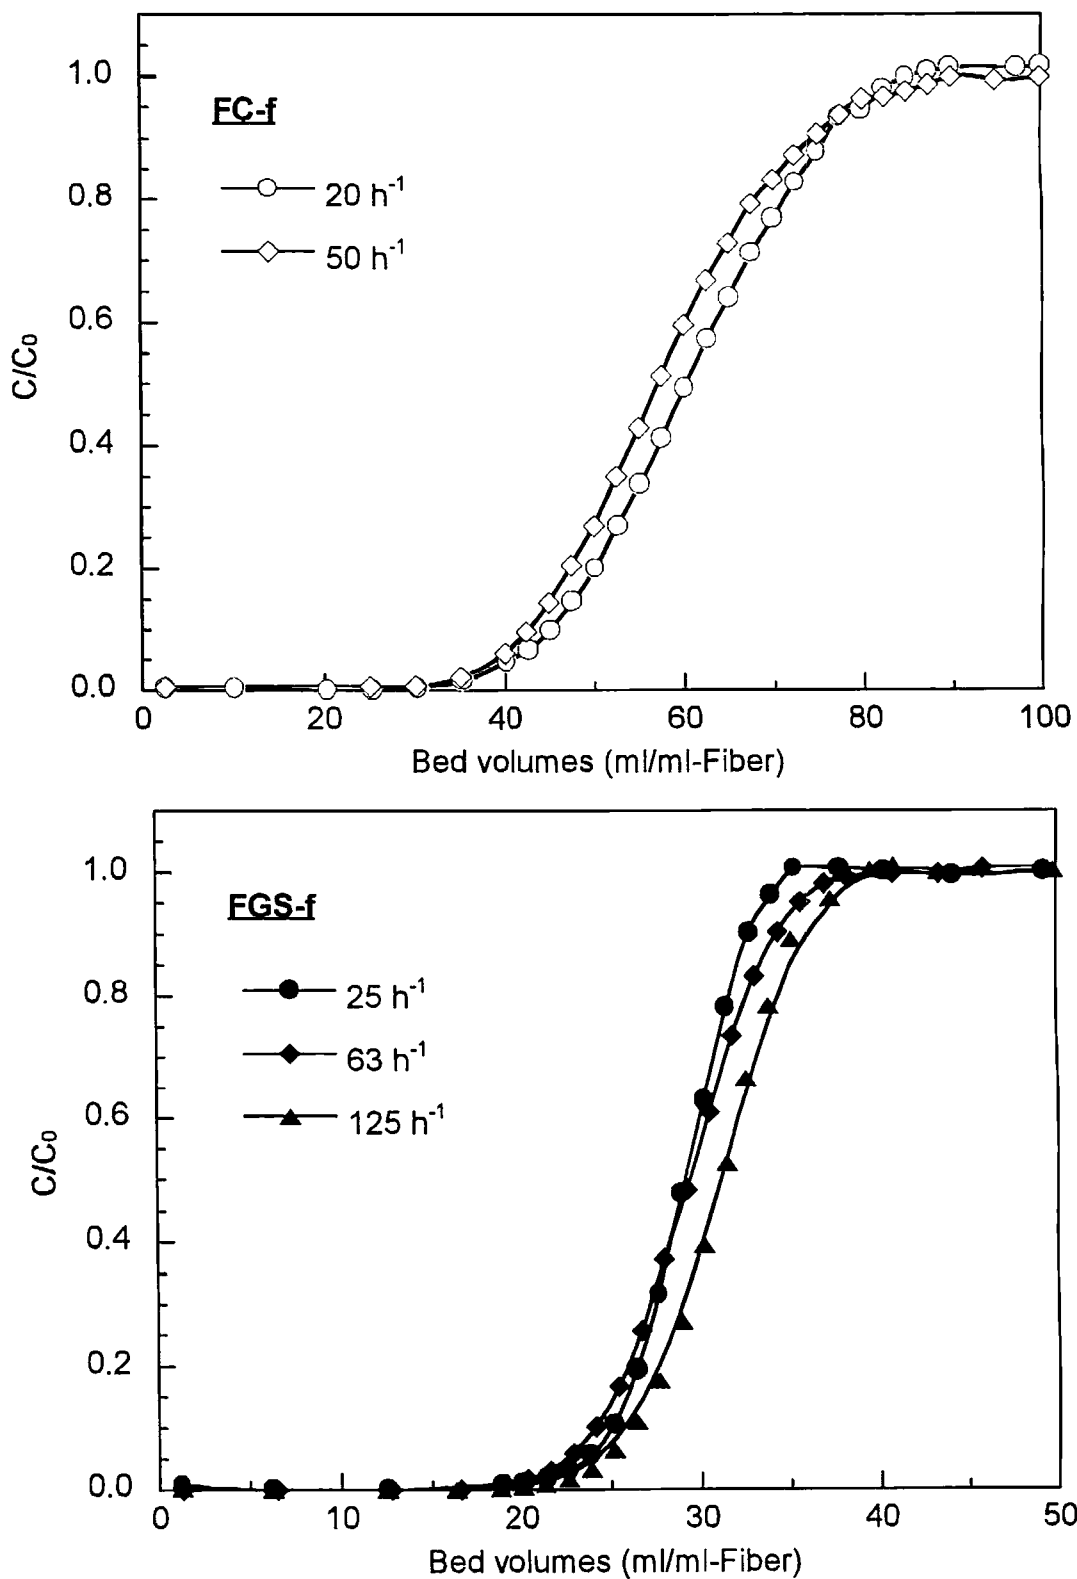 1.0
FC-f
0.8
20 h⁻¹
50 h⁻¹
0.6
C/C₀
0.4
0.2
0.0
0 20 40 60 80 100
Bed volumes (ml/ml-Fiber)
1.0
FGS-f
0.8
25 h⁻¹
63 h⁻¹
0.6
125 h⁻¹
C/C₀
0.4
0.2
0.0
0 10 20 30 40 50
Bed volumes (ml/ml-Fiber)